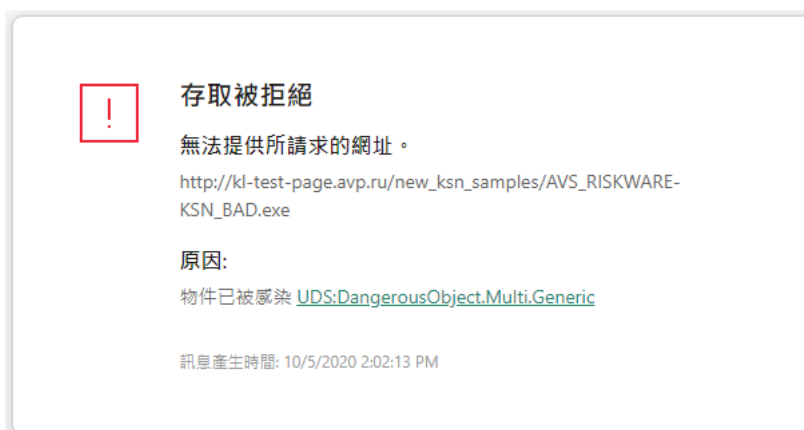 !
存取被拒絕
無法提供所請求的網址。
http://kl-test-page.avp.ru/new_ksn_samples/AVS_RISKWARE-
KSN_BAD.exe
原因:
物件已被感染 UDS:DangerousObject.Multi.Generic
訊息產生時間: 10/5/2020 2:02:13 PM